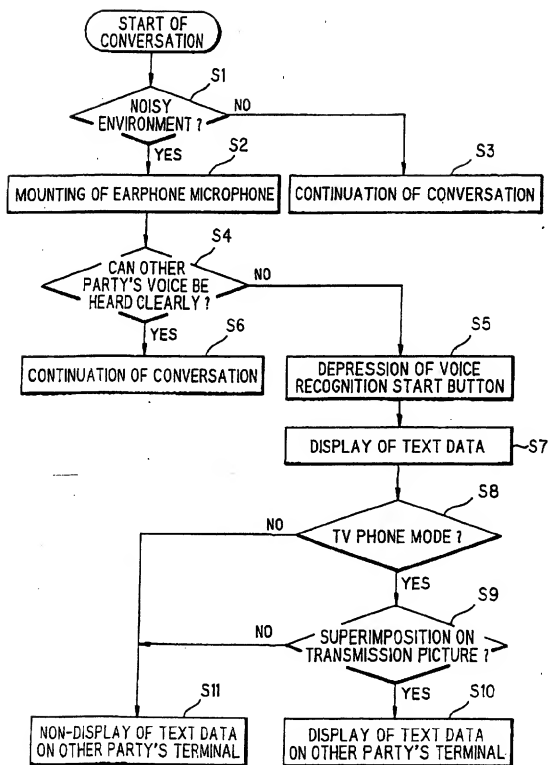 START OF
CONVERSATION
S1
NOISY
ENVIRONMENT ?
NO
YES
S2
S3
MOUNTING OF EARPHONE MICROPHONE
CONTINUATION OF CONVERSATION
S4
CAN OTHER
PARTY'S VOICE BE
HEARD CLEARLY ?
NO
YES
S6
S5
CONTINUATION OF CONVERSATION
DEPRESSION OF VOICE
RECOGNITION START BUTTON
DISPLAY OF TEXT DATA
S7
S8
NO
TV PHONE MODE ?
YES
S9
NO
SUPERIMPOSITION ON
TRANSMISSION PICTURE ?
YES
S11
S10
NON-DISPLAY OF TEXT DATA
ON OTHER PARTY'S TERMINAL
DISPLAY OF TEXT DATA
ON OTHER PARTY'S TERMINAL